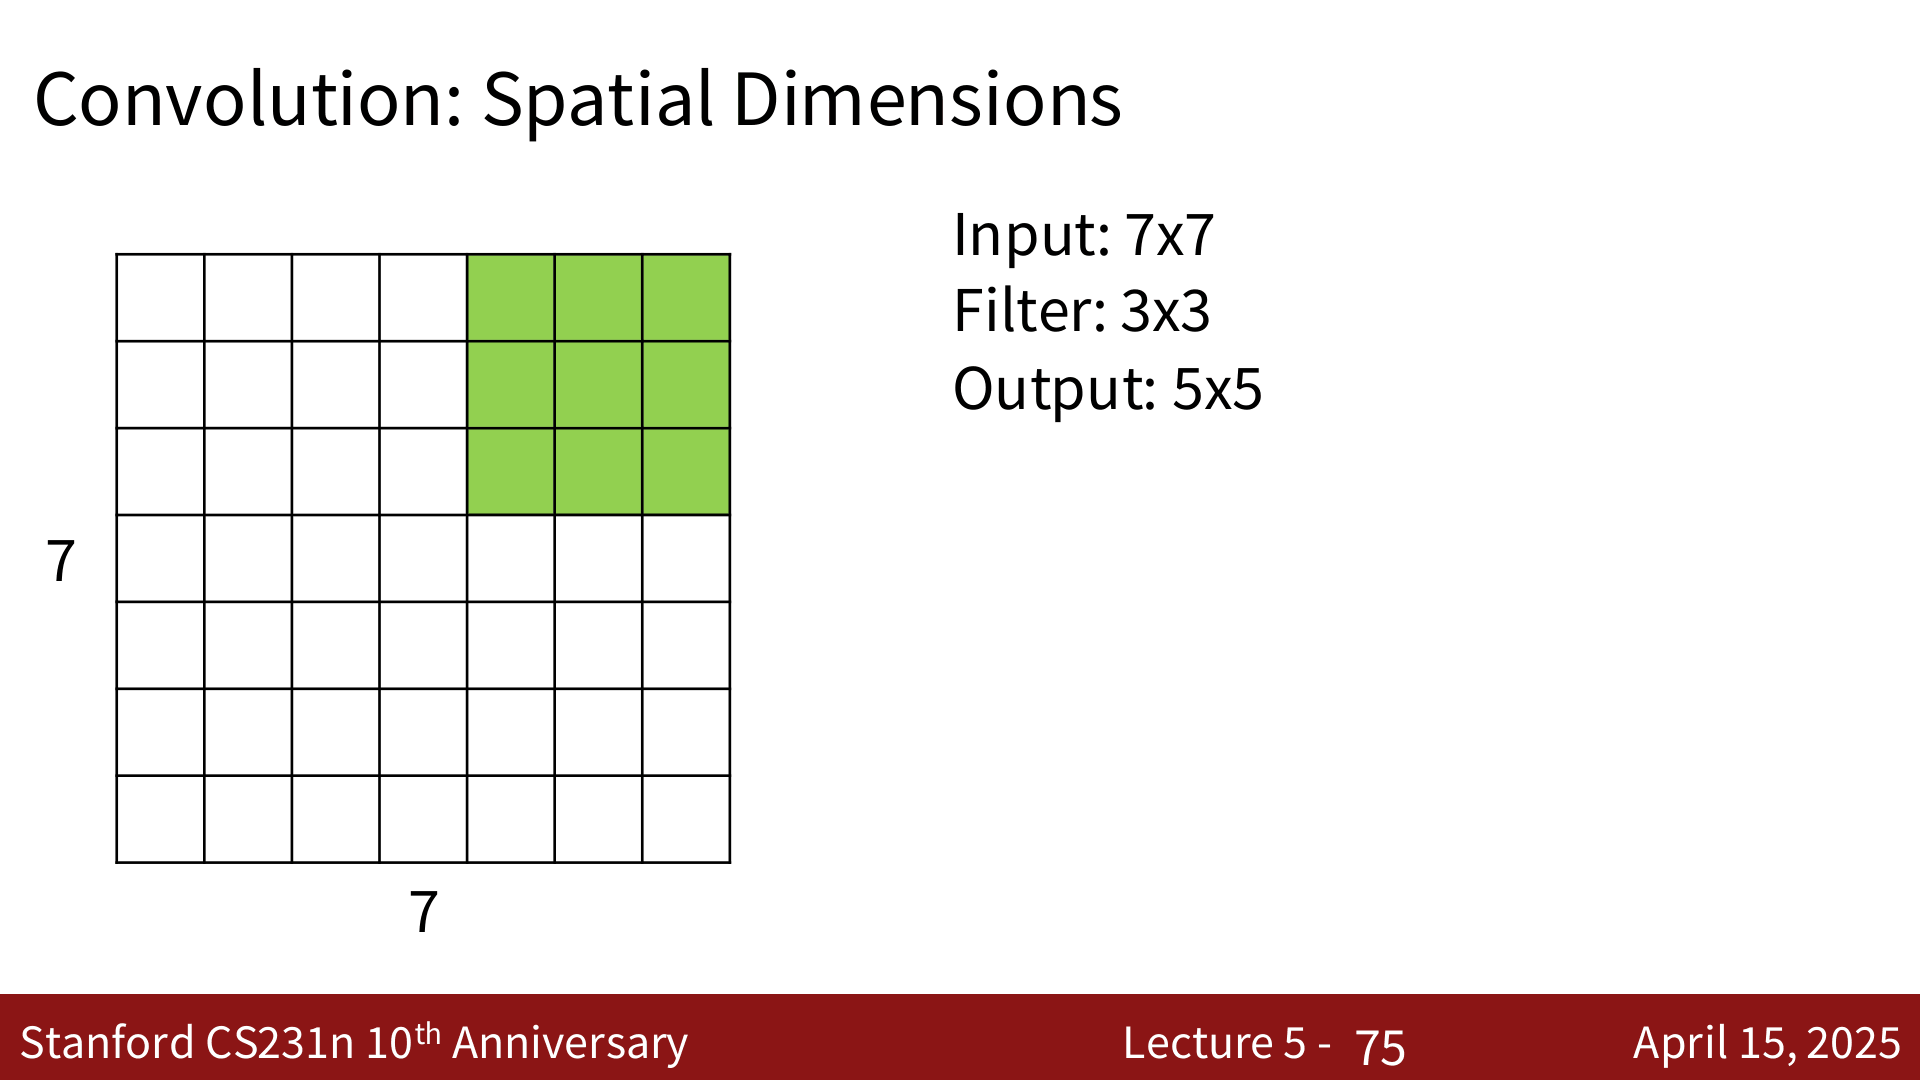 Convolution: Spatial Dimensions
Input: 7x7
Filter: 3x3
Output: 5x5
7
7
Stanford CS231n 10th Anniversary
Lecture 5 - 75
April 15, 2025